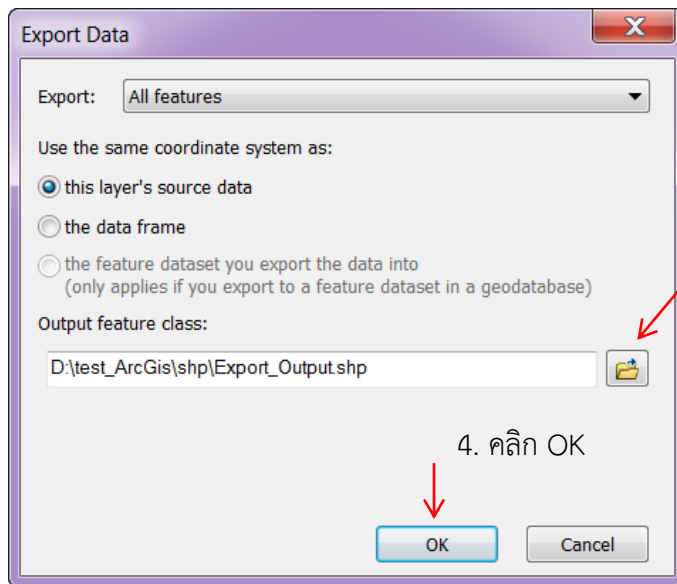 Export Data
Export: All features
Use the same coordinate system as:
this layer's source data
the data frame
the feature dataset you export the data into
(only applies if you export to a feature dataset in a geodatabase)
Output feature class:
D:\test_ArcGis\shp\Export_Output.shp
4. คลิก OK
OK Cancel